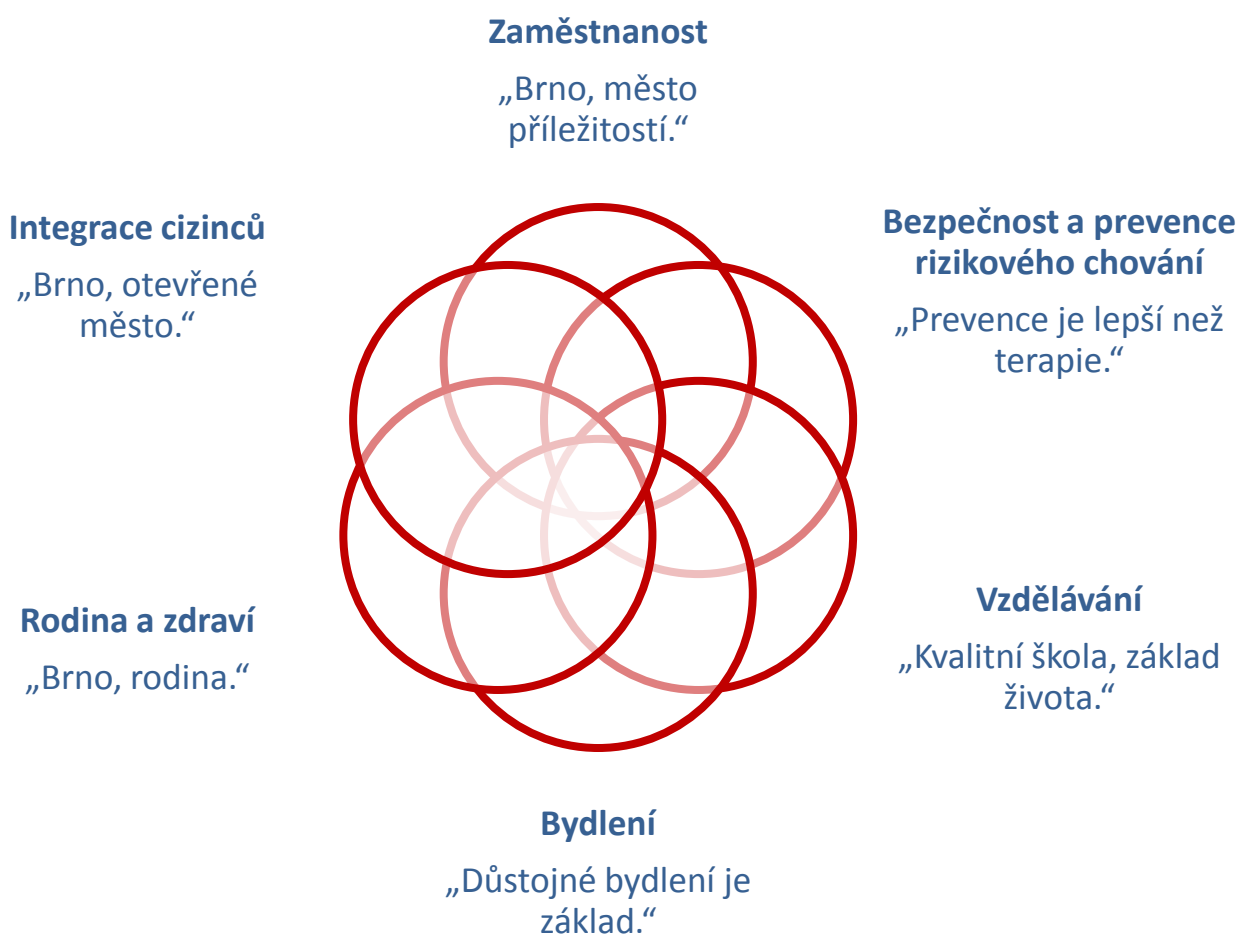 Zaměstnanost
„Brno, město
příležitostí.“
Bezpečnost a prevence
rizikového chování
„Prevence je lepší než
terapie.“
Vzdělávání
„Kvalitní škola, základ
života.“
Bydlení
„Důstojné bydlení je
základ.“
Rodina a zdraví
„Brno, rodina.“
Integrace cizinců
„Brno, otevřené
město.“